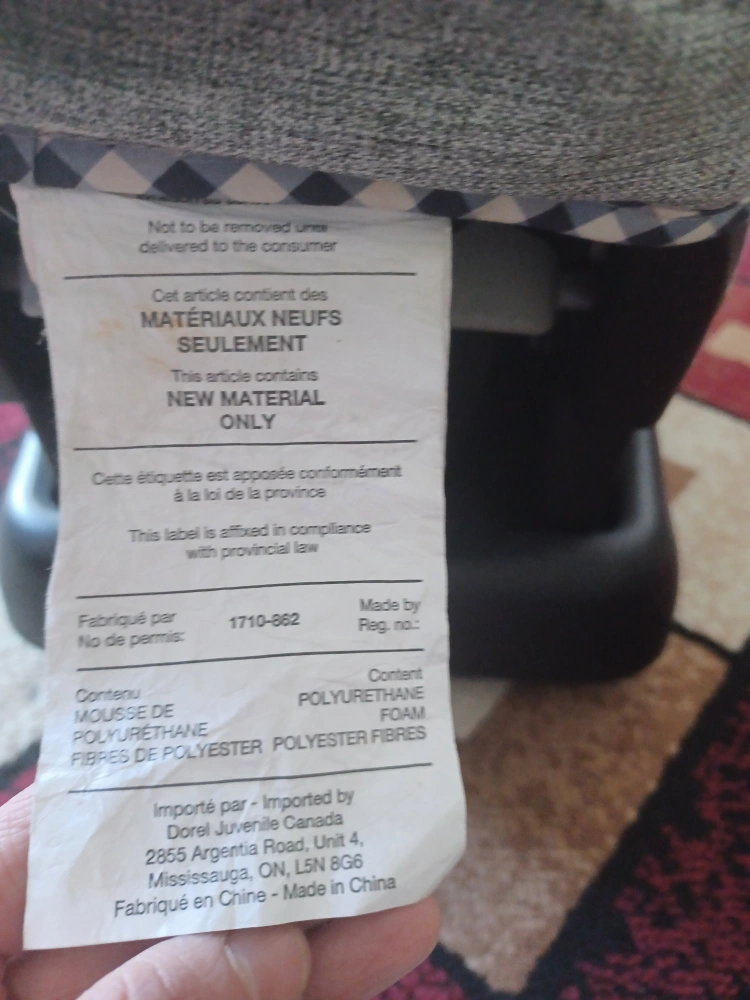 Not to be removed until
delivered to the consumer
Cet article contient des
MATÉRIAUX NEUFS
SEULEMENT
This article contains
NEW MATERIAL
ONLY
Cette étiquette est apposée conformément
à la loi de la province
This label is affixed in compliance
with provincial law
Fabriqué par 1710-862 Made by
No de permis: Reg. no.:
Contenu Content
MOUSSE DE POLYURETHANE
POLYURÉTHANE FOAM
FIBRES DE POLYESTER POLYESTER FIBRES
Importé par - Imported by
Dorel Juvenile Canada
2855 Argentia Road, Unit 4,
Mississauga, ON, L5N 8G6
Fabriqué en Chine - Made in China